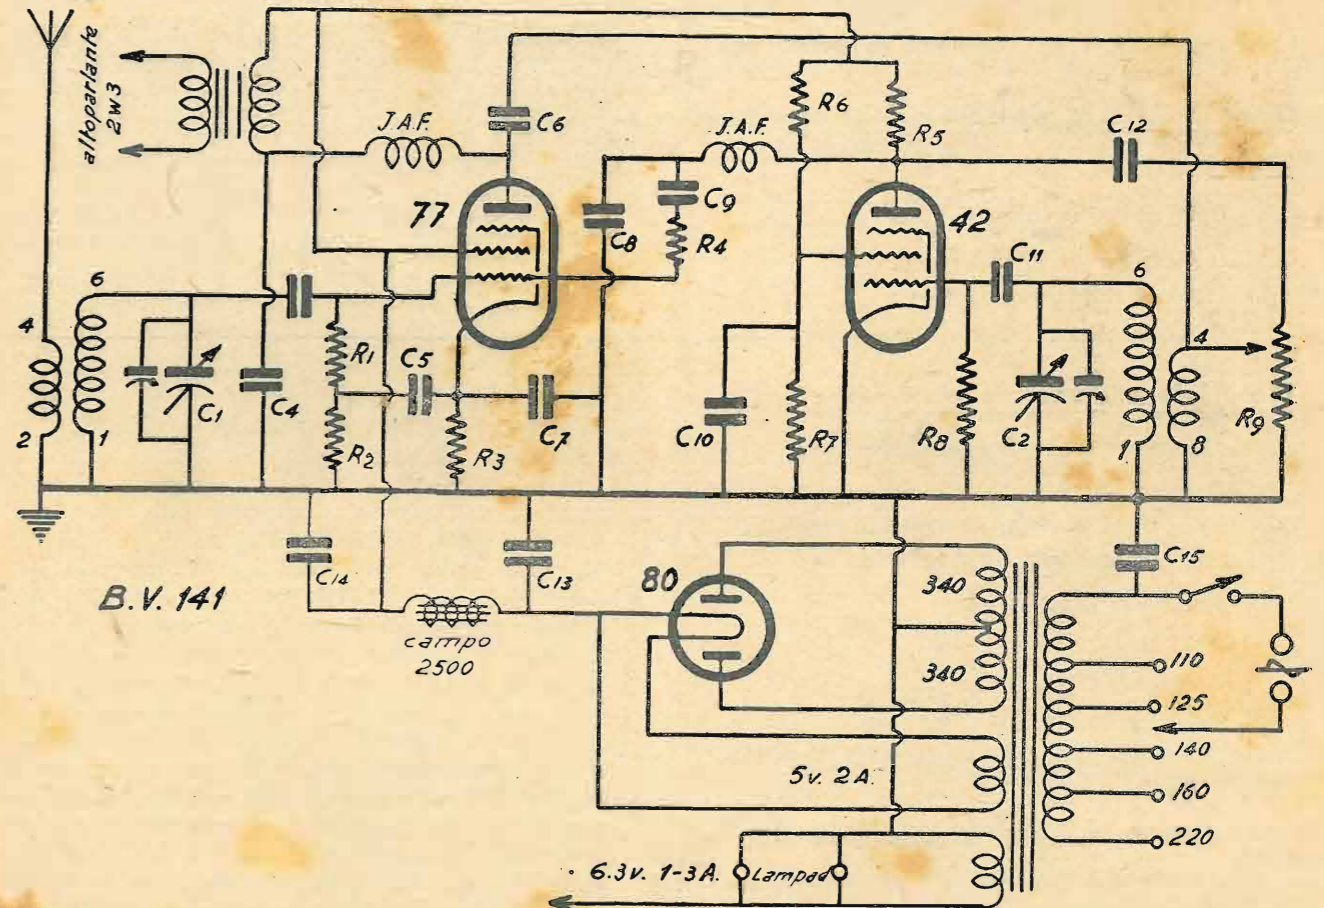 altoparlante
2w3
J.A.F.
C6
J.A.F.
R6
R5
C12
77
C8
C9
R4
42
C11
6
4
6
4
R1
C5
C1
C4
C7
C10
R7
R8
C2
R9
2
1
R2
R3
1
8
C14
C13
80
340
C15
B.V. 141
campo
2500
340
110
125
140
160
220
5v. 2A.
6.3v. 1-3A.
Lampad